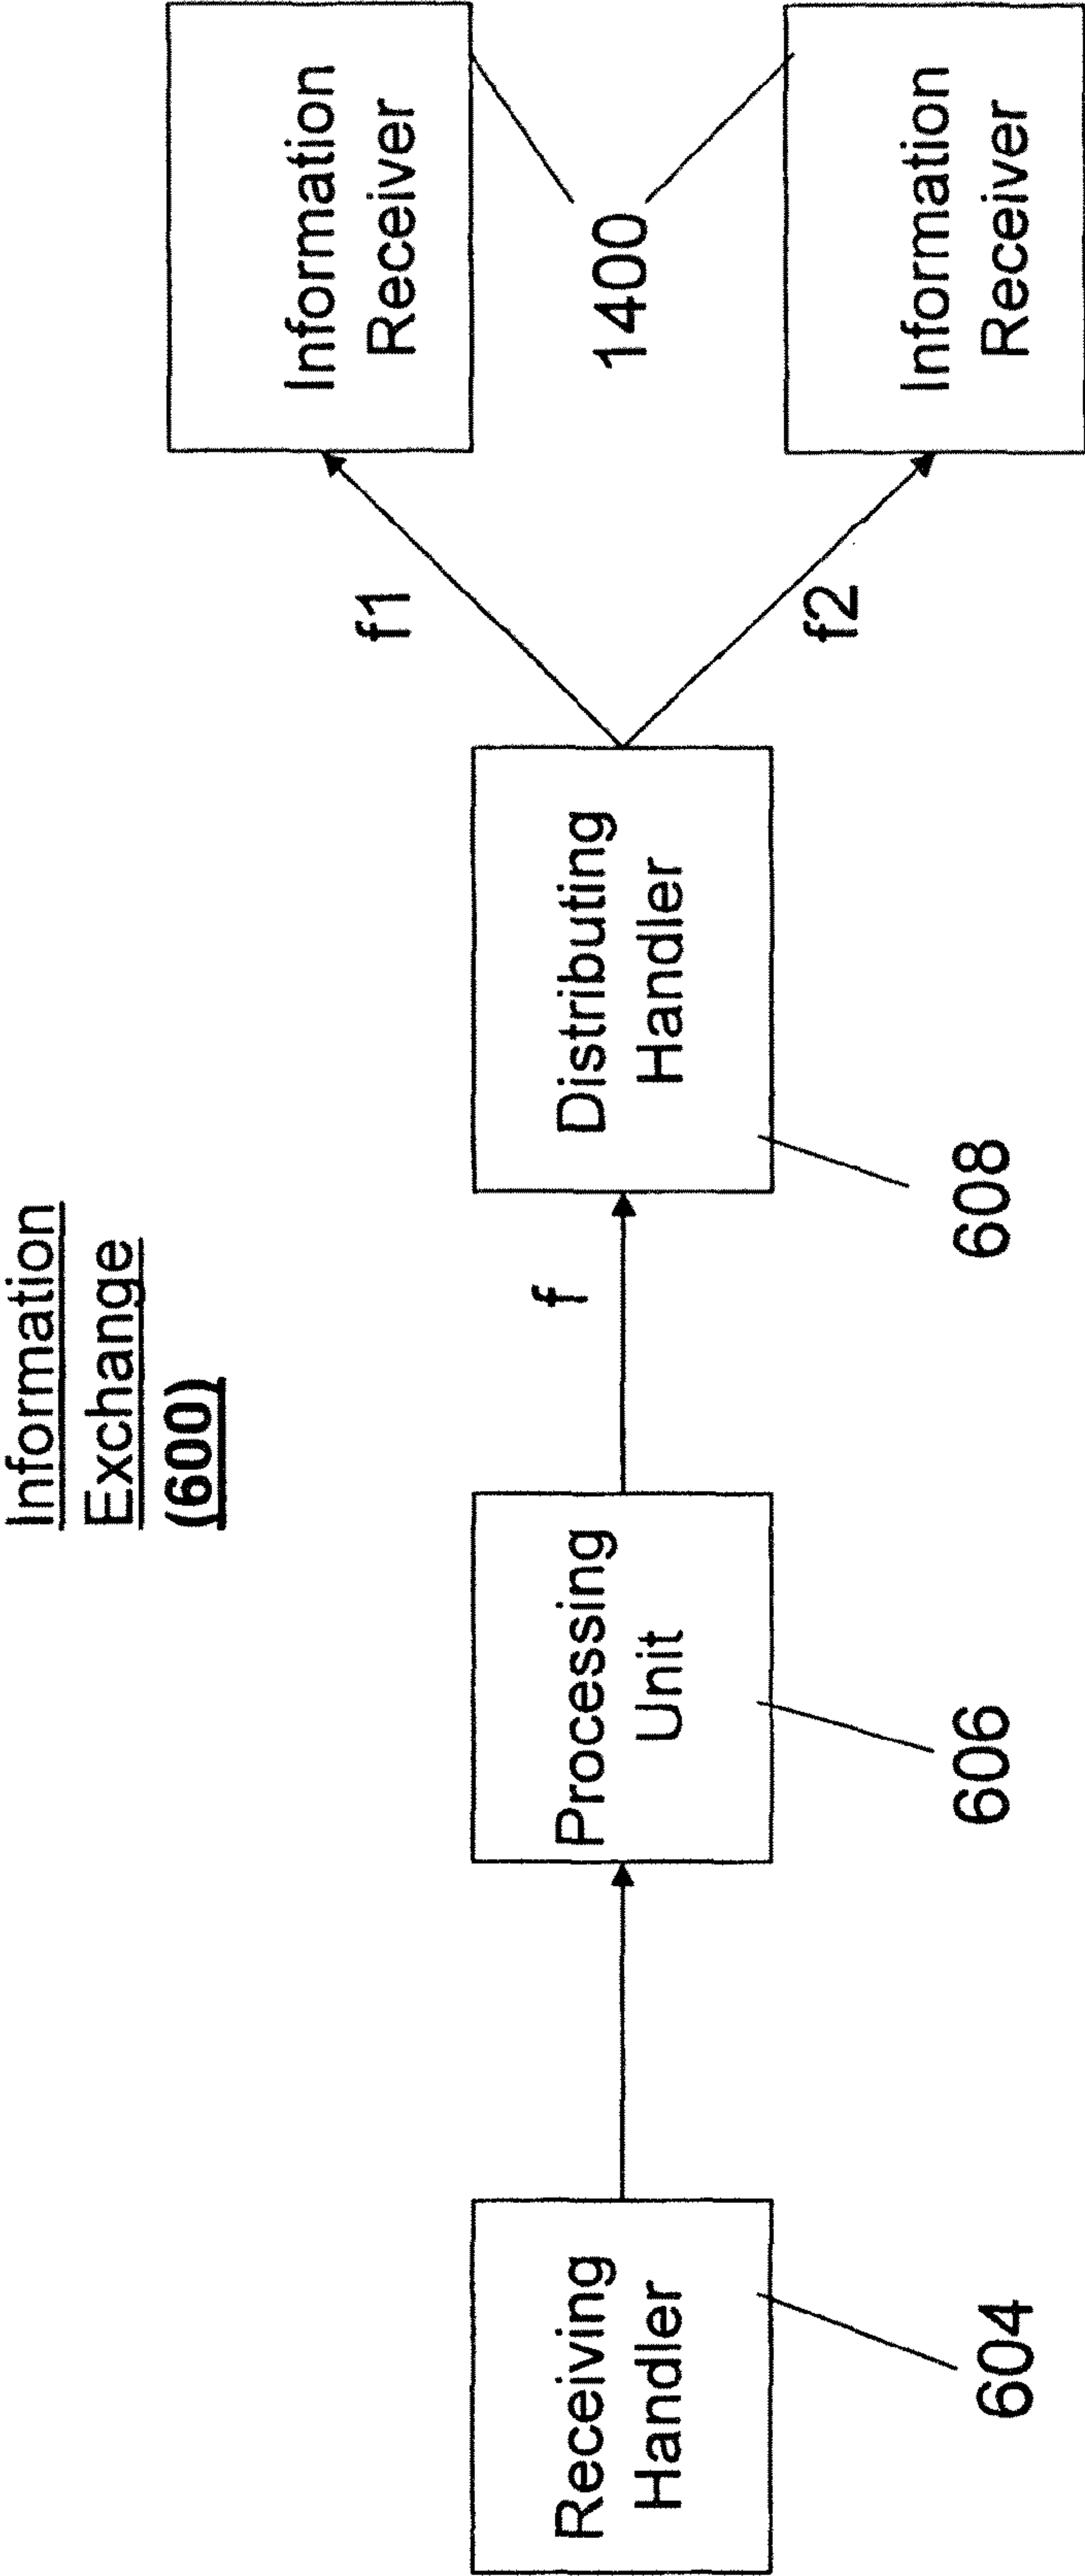 Information
Exchange
(600)
Receiving
Handler
604
Processing
Unit
606
f
Distributing
Handler
608
f1
f2
Information
Receiver
1400
Information
Receiver